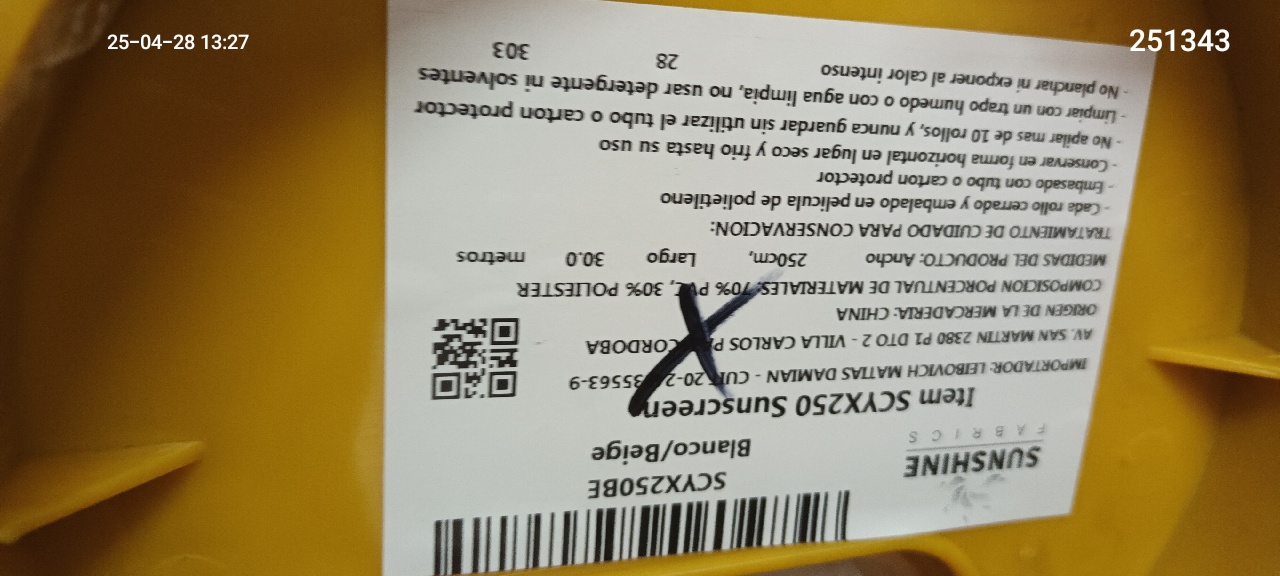 25-04-28 13:27
251343
SCYX250BE
Blanco/Beige
SUNSHINE
FABRICS
Item SCYX250 Sunscreen
IMPORTADOR: LEIBOVICH MATIAS DAMIAN - CUIT 20-2 35563-9
AV. SAN MARTIN 2380 P1 DTO 2 - VILLA CARLOS CORDOBA
ORIGEN DE LA MERCADERIA: CHINA
COMPOSICION PORCENTUAL DE MATERIALES: 70% PVC, 30% POLIESTER
MEDIDAS DEL PRODUCTO: Ancho 250cm, Largo 30.0 metros
TRATAMIENTO DE CUIDADO PARA CONSERVACION:
- Cada rollo cerrado y embalado en pelicula de polietileno
- Embasado con tubo o carton protector
- Conservar en forma horizontal en lugar seco y frio hasta su uso
- No apilar mas de 10 rollos, y nunca guardar sin utilizar el tubo o carton protector
- Limpiar con un trapo humedo o con agua limpia, no usar detergente ni solventes
- No planchar ni exponer al calor intenso
28 303